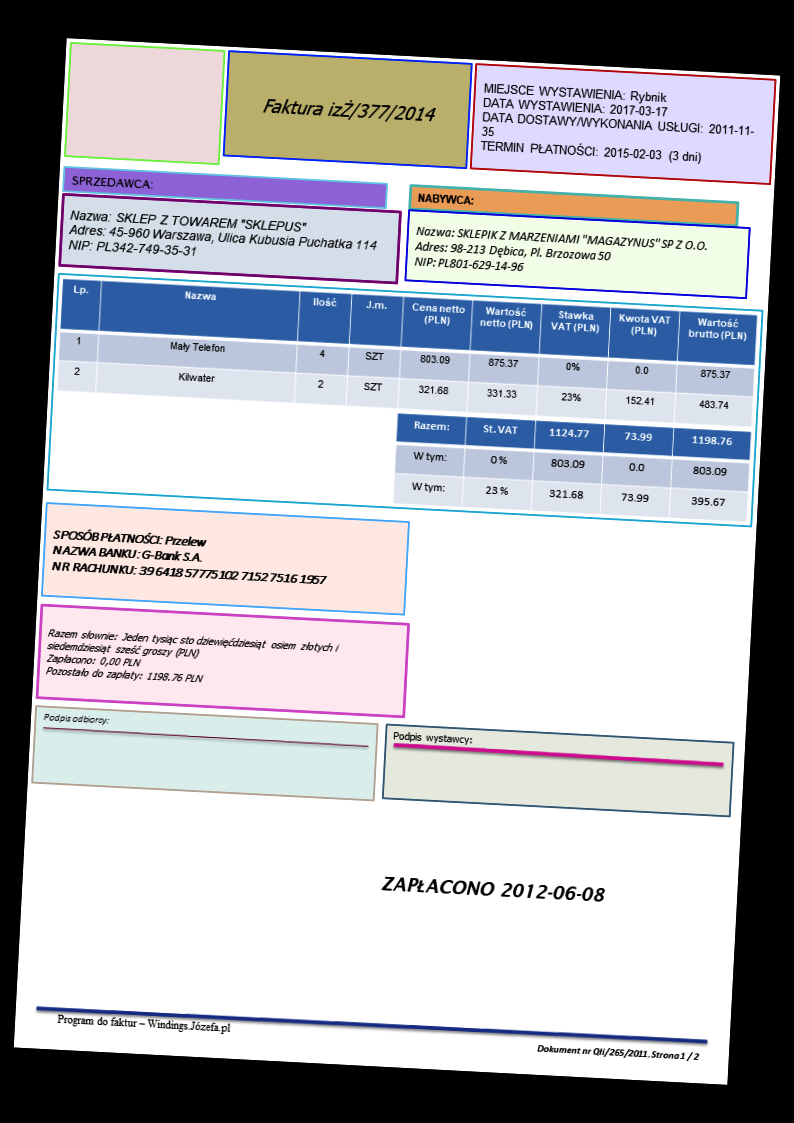 Faktura izŻ/377/2014
MIEJSCE WYSTAWIENIA: Rybnik
DATA WYSTAWIENIA: 2017-03-17
DATA DOSTAWY/WYKONANIA USŁUGI: 2011-11-
35
TERMIN PŁATNOŚCI: 2015-02-03 (3 dni)
SPRZEDAWCA:
Nazwa: SKLEP Z TOWAREM "SKLEPUS"
Adres: 45-960 Warszawa, Ulica Kubusia Puchatka 114
NIP: PL342-749-35-31
NABYWCA:
Nazwa: SKLEPIK Z MARZENIAMI "MAGAZYNUS" SP Z O.O.
Adres: 98-213 Dębica, Pl. Brzozowa 50
NIP: PL801-629-14-96
Lp. Nazwa Ilość J.m. Cena netto (PLN) Wartość netto (PLN) Stawka VAT (PLN) Kwota VAT (PLN) Wartość brutto (PLN)
1 Mały Telefon 4 SZT 803.09 875.37 0% 0.0 875.37
2 Kilwater 2 SZT 321.68 331.33 23% 152.41 483.74
Razem: St. VAT 1124.77 73.99 1198.76
W tym: 0 % 803.09 0.0 803.09
W tym: 23 % 321.68 73.99 395.67
SPOSÓB PŁATNOŚCI: Przelew
NAZWA BANKU: G-Bank S.A.
NR RACHUNKU: 39 6418 5777 5102 7152 7516 1957
Razem słownie: Jeden tysiąc sto dziewięćdziesiąt osiem złotych i
siedemdziesiąt sześć groszy (PLN)
Zapłacono: 0,00 PLN
Pozostało do zapłaty: 1198.76 PLN
Podpis odbiorcy:
Podpis wystawcy:
ZAPŁACONO 2012-06-08
Program do faktur – Windings.Józefa.pl
Dokument nr Qłi/265/2011. Strona 1 / 2